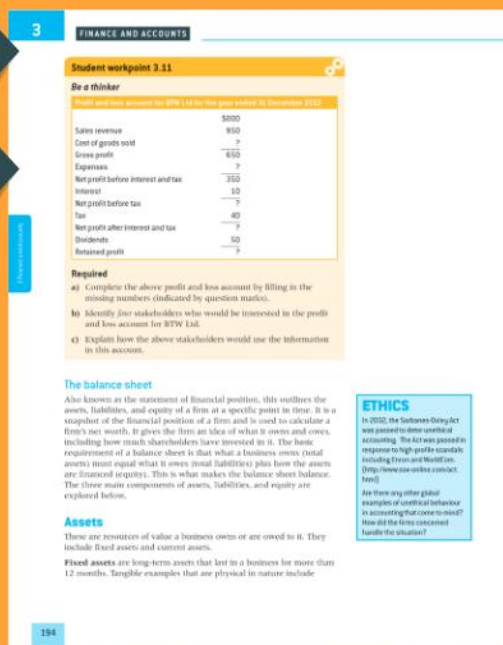 3
FINANCE AND ACCOUNTS
Student workpoint 3.11
Be a thinker
Profit and loss account for BTW Ltd for the year ended 31 December 2012
$000
Sales revenue 950
Cost of goods sold ?
Gross profit 650
Expenses ?
Net profit before interest and tax 350
Interest 10
Net profit before tax ?
Tax 40
Net profit after interest and tax ?
Dividends 50
Retained profit ?
Required
a) Complete the above profit and loss account by filling in the
missing numbers (indicated by question marks).
b) Identify four stakeholders who would be interested in the profit
and loss account for BTW Ltd.
c) Explain how the above stakeholders would use the information
in this account.
The balance sheet
Also known as the statement of financial position, this outlines the
assets, liabilities, and equity of a firm at a specific point in time. It is a
snapshot of the financial position of a firm and is used to calculate a
firm's net worth. It gives the firm an idea of what it owns and owes,
including how much shareholders have invested in it. The basic
requirement of a balance sheet is that what a business owns (total
assets) must equal what it owes (total liabilities) plus how the assets
are financed (equity). This is what makes the balance sheet balance.
The three main components of assets, liabilities, and equity are
explored below.
Assets
These are resources of value a business owns or are owed to it. They
include fixed assets and current assets.
Fixed assets are long-term assets that last in a business for more than
12 months. Tangible examples that are physical in nature include
ETHICS
In 2002, the Sarbanes-Oxley Act
was passed to deter unethical
accounting. The Act was passed in
response to high-profile scandals
including Enron and WorldCom.
Are there any other global
examples of unethical behaviour
in accounting that come to mind?
How did the firms concerned
handle the situation?
194